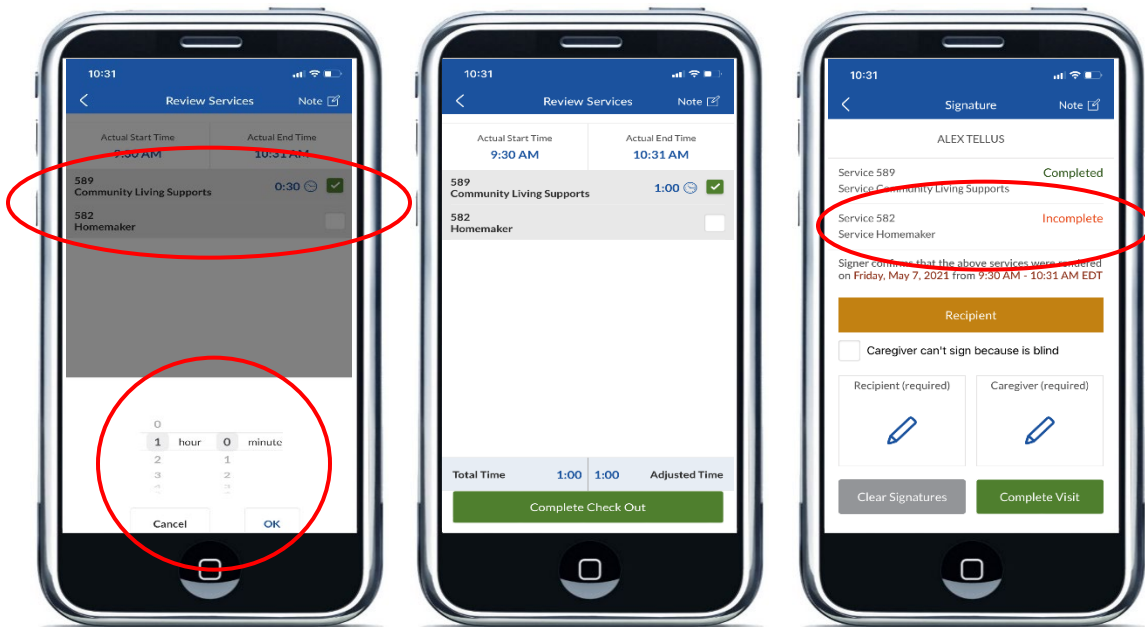 10:31
Review Services Note
Actual Start Time Actual End Time
9:30 AM 10:31 AM
589
Community Living Supports 0:30
582
Homemaker
0
1 hour 0 minute
2 1
3 2
Cancel OK
10:31
Review Services Note
Actual Start Time Actual End Time
9:30 AM 10:31 AM
589
Community Living Supports 1:00
582
Homemaker
Total Time 1:00 1:00 Adjusted Time
Complete Check Out
10:31
Signature Note
ALEX TELLUS
Service 589 Completed
Service Community Living Supports
Service 582 Incomplete
Service Homemaker
Signer confirms that the above services were rendered
on Friday, May 7, 2021 from 9:30 AM - 10:31 AM EDT
Recipient
Caregiver can't sign because is blind
Recipient (required) Caregiver (required)
Clear Signatures Complete Visit